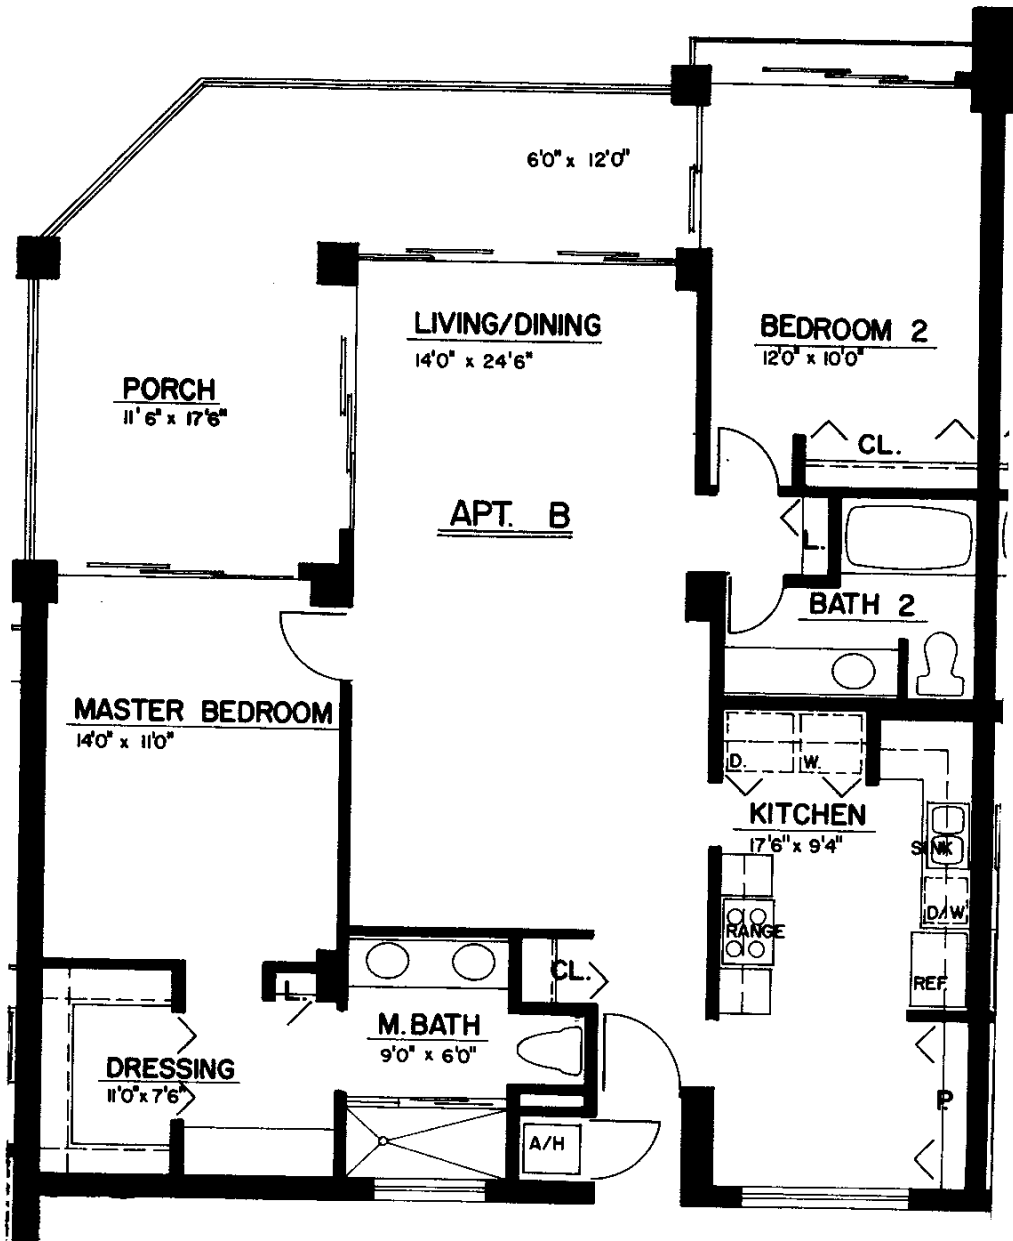 6'0" x 12'0"
LIVING/DINING
14'0" x 24'6"
BEDROOM 2
12'0" x 10'0"
PORCH
11'6" x 17'6"
CL.
APT. B
L.
BATH 2
MASTER BEDROOM
14'0" x 11'0"
D.
W.
KITCHEN
17'6" x 9'4"
SINK
D/W
RANGE
CL.
REF.
L.
M.BATH
9'0" x 6'0"
DRESSING
11'0" x 7'6"
P.
A/H